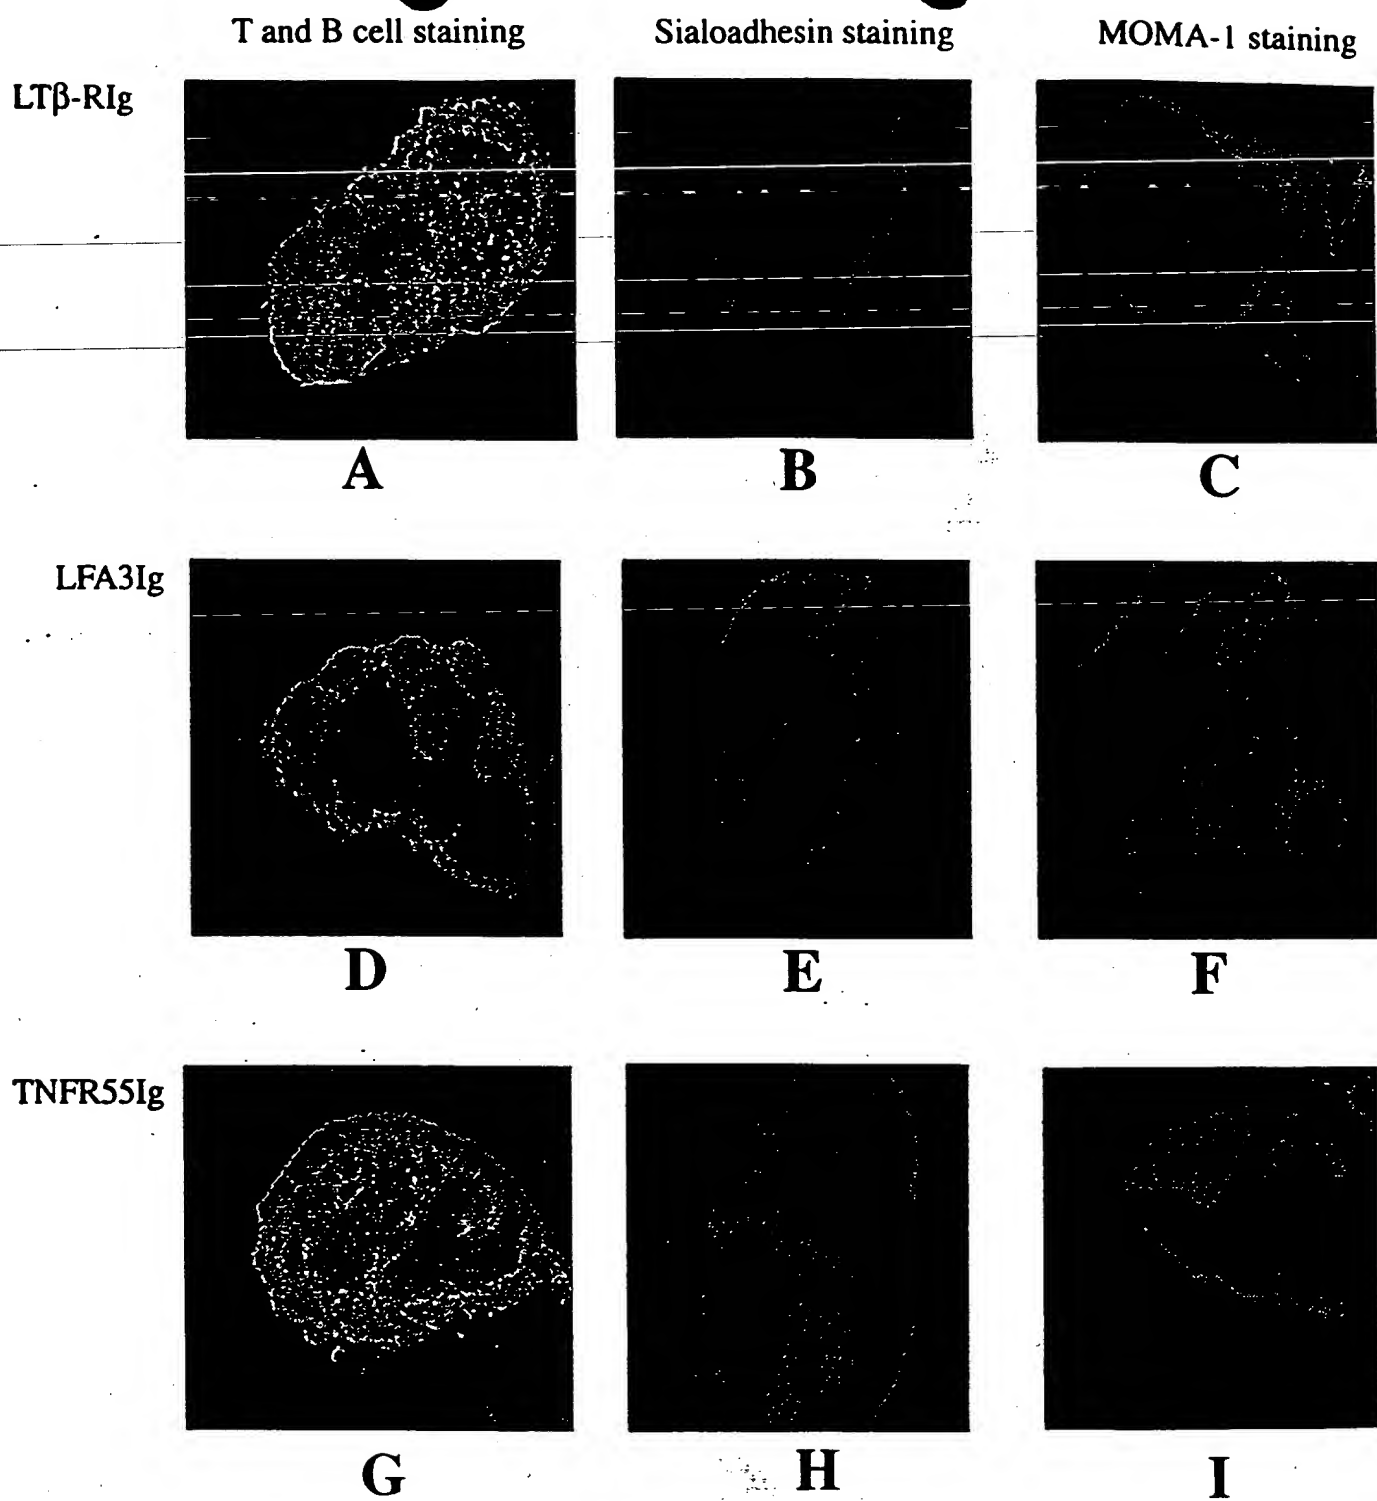 T and B cell staining Sialoadhesin staining MOMA-1 staining
LTβ-RIg
A B C
LFA3Ig
D E F
TNFR55Ig
G H I